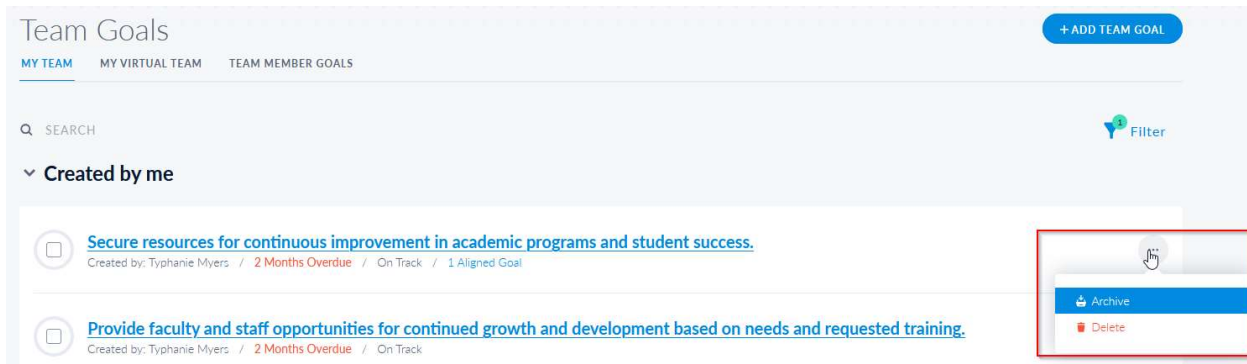 Team Goals
+ ADD TEAM GOAL
MY TEAM MY VIRTUAL TEAM TEAM MEMBER GOALS
SEARCH
1 Filter
Created by me
Secure resources for continuous improvement in academic programs and student success.
Created by: Typhanie Myers / 2 Months Overdue / On Track / 1 Aligned Goal
Archive
Delete
Provide faculty and staff opportunities for continued growth and development based on needs and requested training.
Created by: Typhanie Myers / 2 Months Overdue / On Track